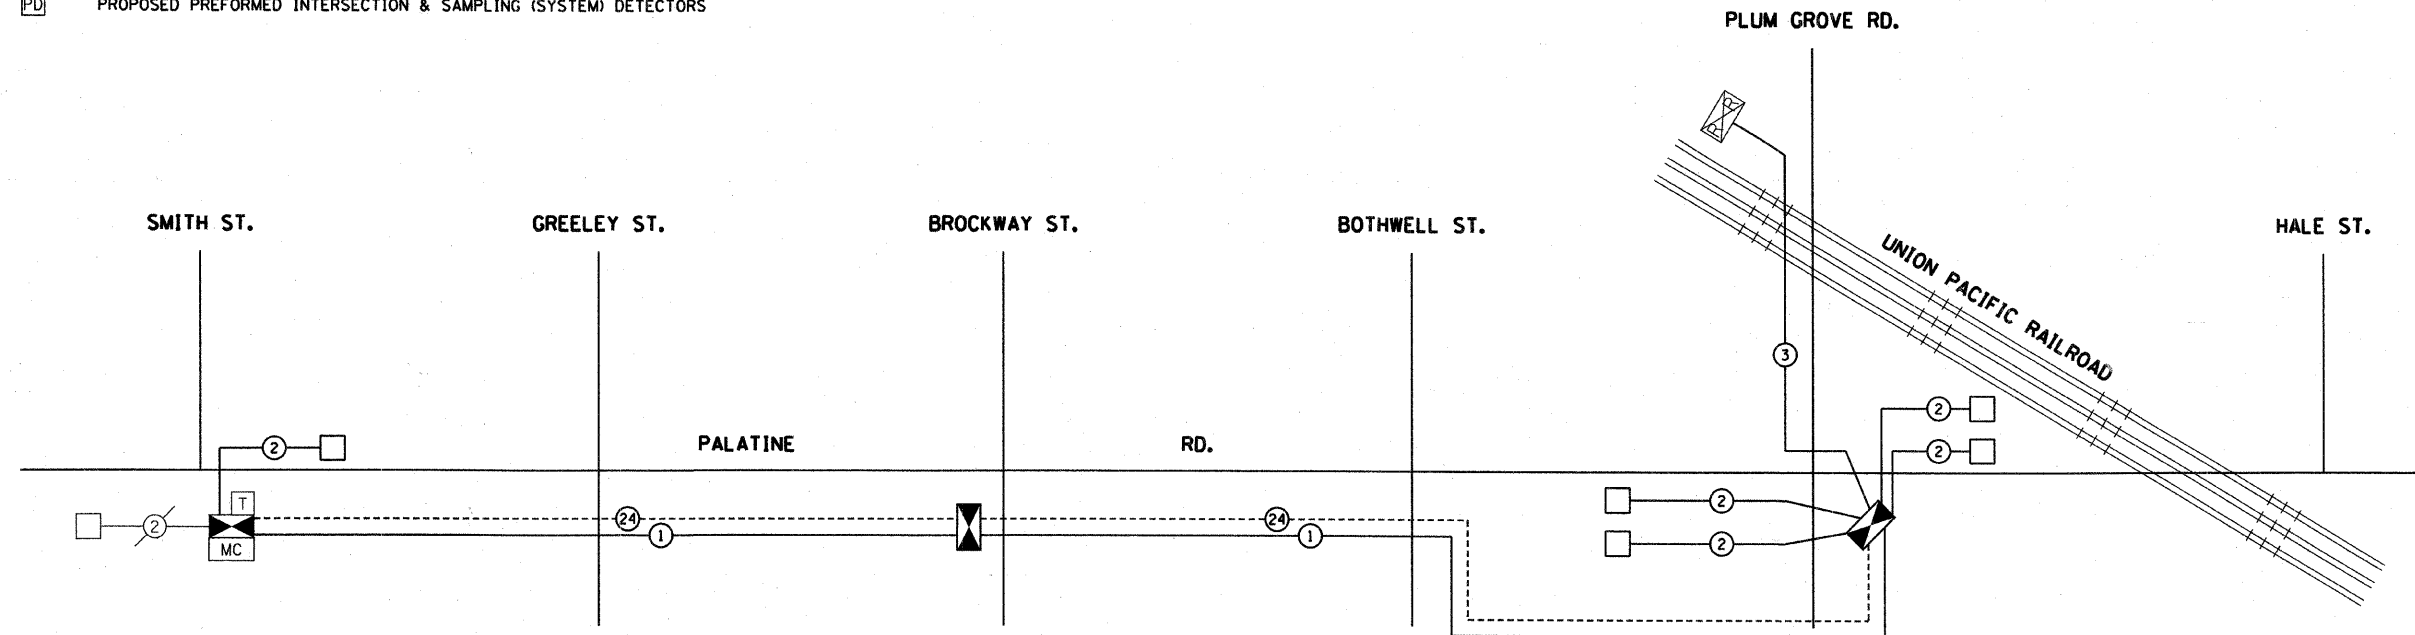 PD PROPOSED PREFORMED INTERSECTION & SAMPLING (SYSTEM) DETECTORS
PLUM GROVE RD.
R R
SMITH ST.
GREELEY ST.
BROCKWAY ST.
BOTHWELL ST.
HALE ST.
UNION PACIFIC RAILROAD
3
2
2
PALATINE RD.
2
T
2
MC
24
1
24
1
2
2